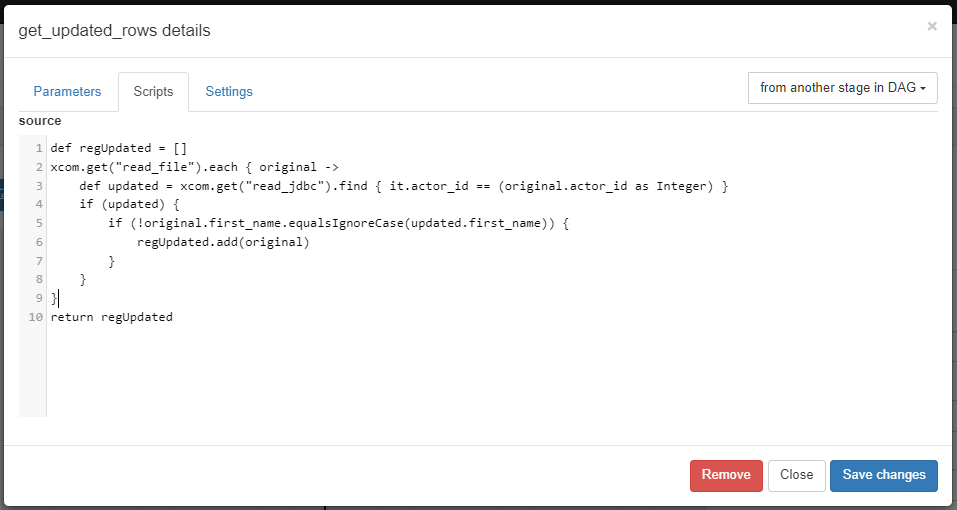 get_updated_rows details
×
Parameters
Scripts
Settings
from another stage in DAG
source
1 def regUpdated = []
2 xcom.get("read_file").each { original ->
3     def updated = xcom.get("read_jdbc").find { it.actor_id == (original.actor_id as Integer) }
4     if (updated) {
5         if (!original.first_name.equalsIgnoreCase(updated.first_name)) {
6             regUpdated.add(original)
7         }
8     }
9 }
10 return regUpdated
Remove
Close
Save changes